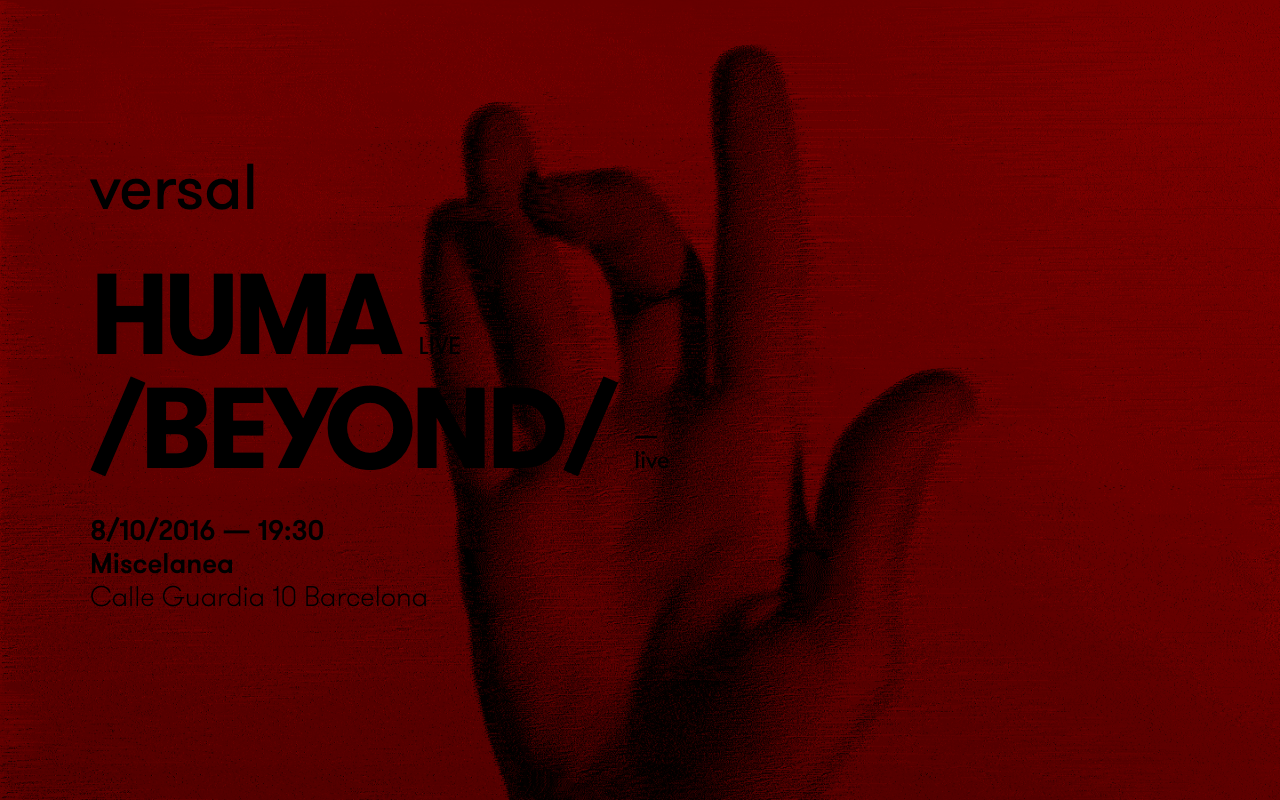 versal
HUMA — LIVE
/BEYOND/ — live
8/10/2016 — 19:30
Miscelanea
Calle Guardia 10 Barcelona